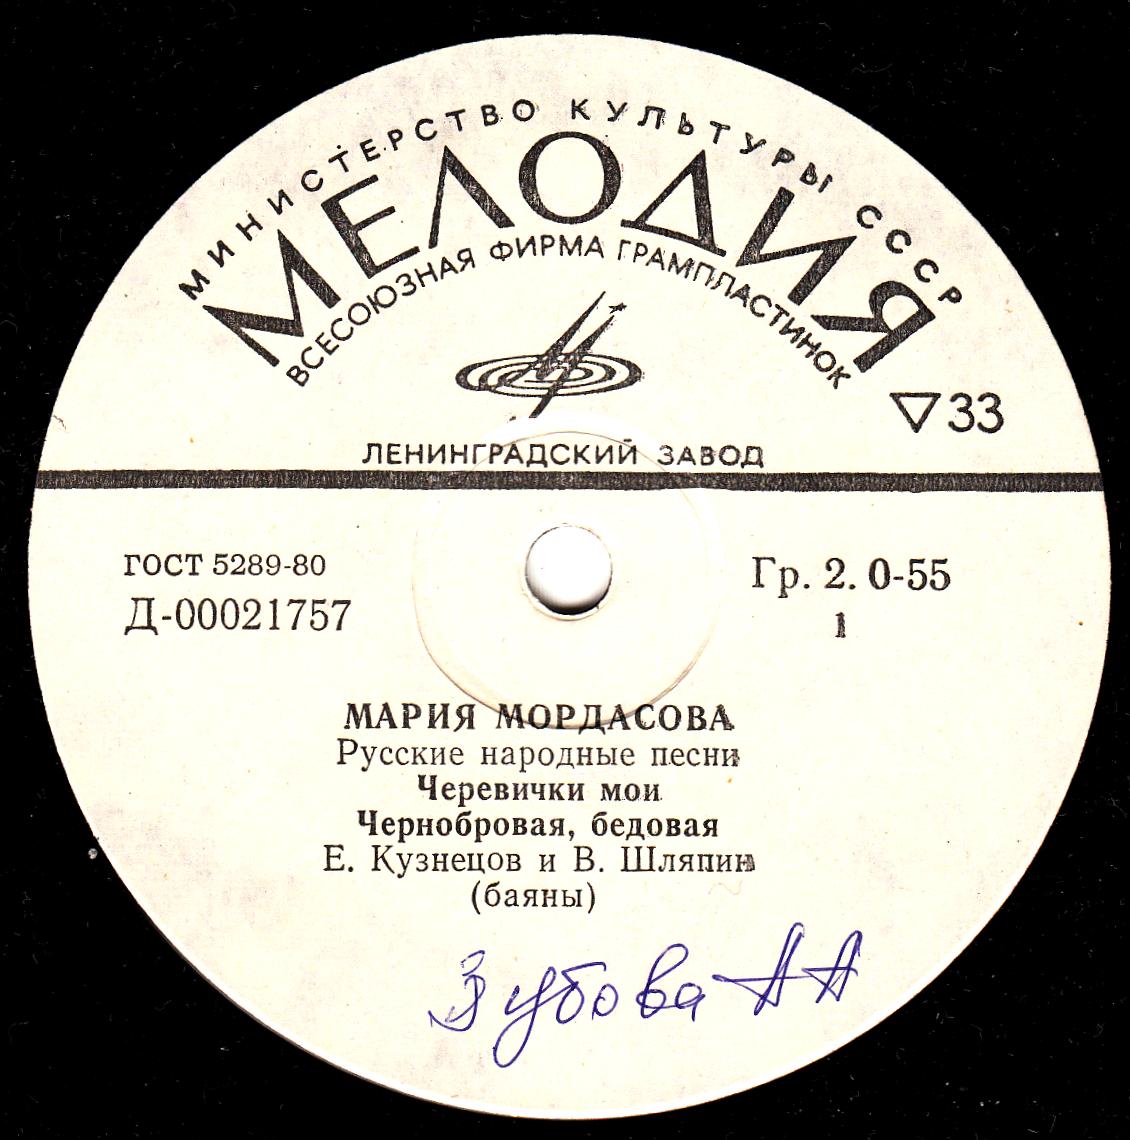 МИНИСТЕРСТВО КУЛЬТУРЫ СССР
МЕЛОДИЯ
ВСЕСОЮЗНАЯ ФИРМА ГРАМПЛАСТИНОК
▽33
ЛЕНИНГРАДСКИЙ ЗАВОД
ГОСТ 5289-80
Гр. 2. 0-55
Д-00021757
1
МАРИЯ МОРДАСОВА
Русские народные песни
Черевички мои
Чернобровая, бедовая
Е. Кузнецов и В. Шляпин
(баяны)
Зубова АА